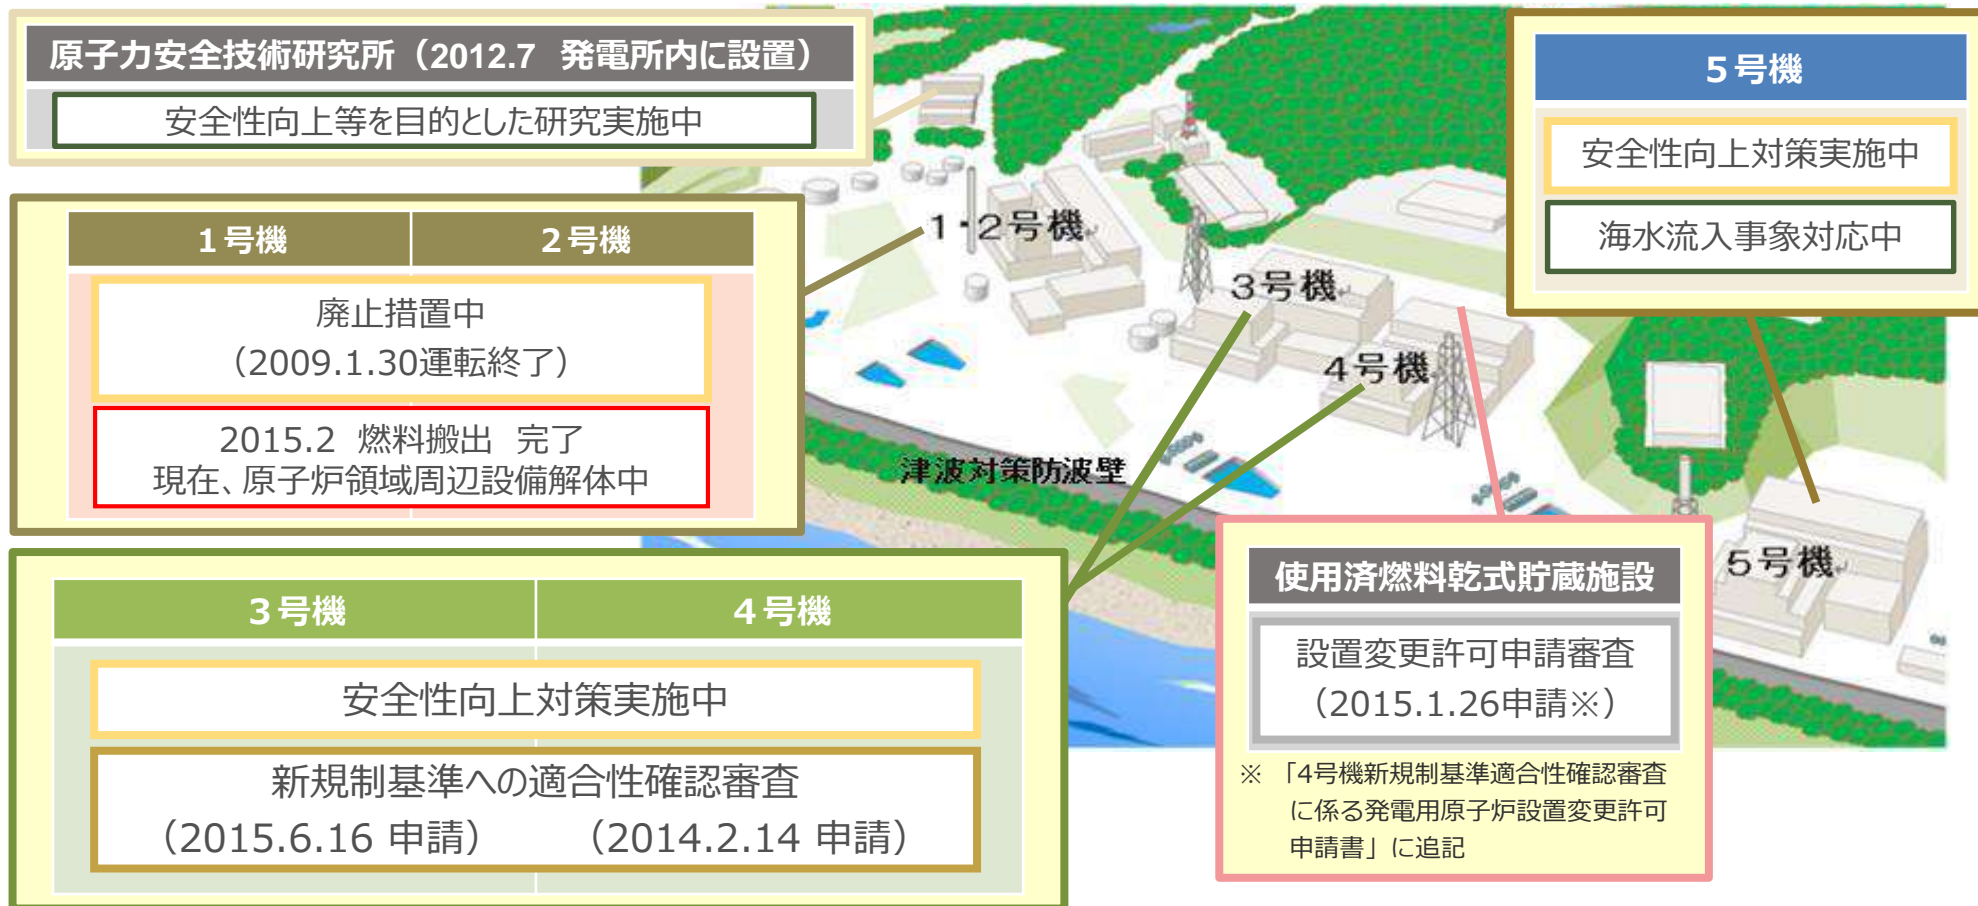 原子力安全技術研究所（2012.7 発電所内に設置）
安全性向上等を目的とした研究実施中
1号機 2号機
廃止措置中
（2009.1.30運転終了）
2015.2 燃料搬出 完了
現在、原子炉領域周辺設備解体中
3号機 4号機
安全性向上対策実施中
新規制基準への適合性確認審査
（2015.6.16 申請） （2014.2.14 申請）
5号機
安全性向上対策実施中
海水流入事象対応中
1・2号機
3号機
4号機
津波対策防波壁
5号機
使用済燃料乾式貯蔵施設
設置変更許可申請審査
（2015.1.26申請※）
※ 「4号機新規制基準適合性確認審査
に係る発電用原子炉設置変更許可
申請書」に追記